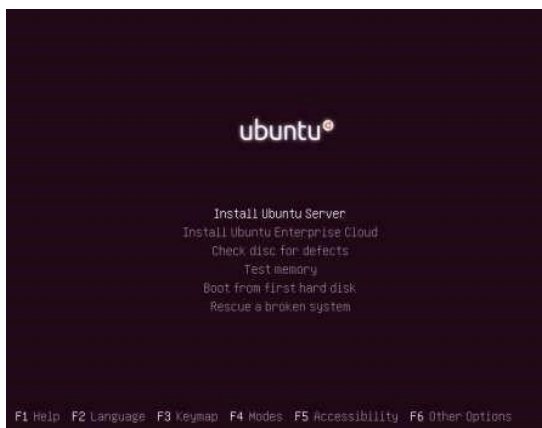 ubuntu
Install Ubuntu Server
Install Ubuntu Enterprise Cloud
Check disc for defects
Test memory
Boot from first hard disk
Rescue a broken system
F1 Help F2 Language F3 Keymap F4 Modes F5 Accessibility F6 Other Options